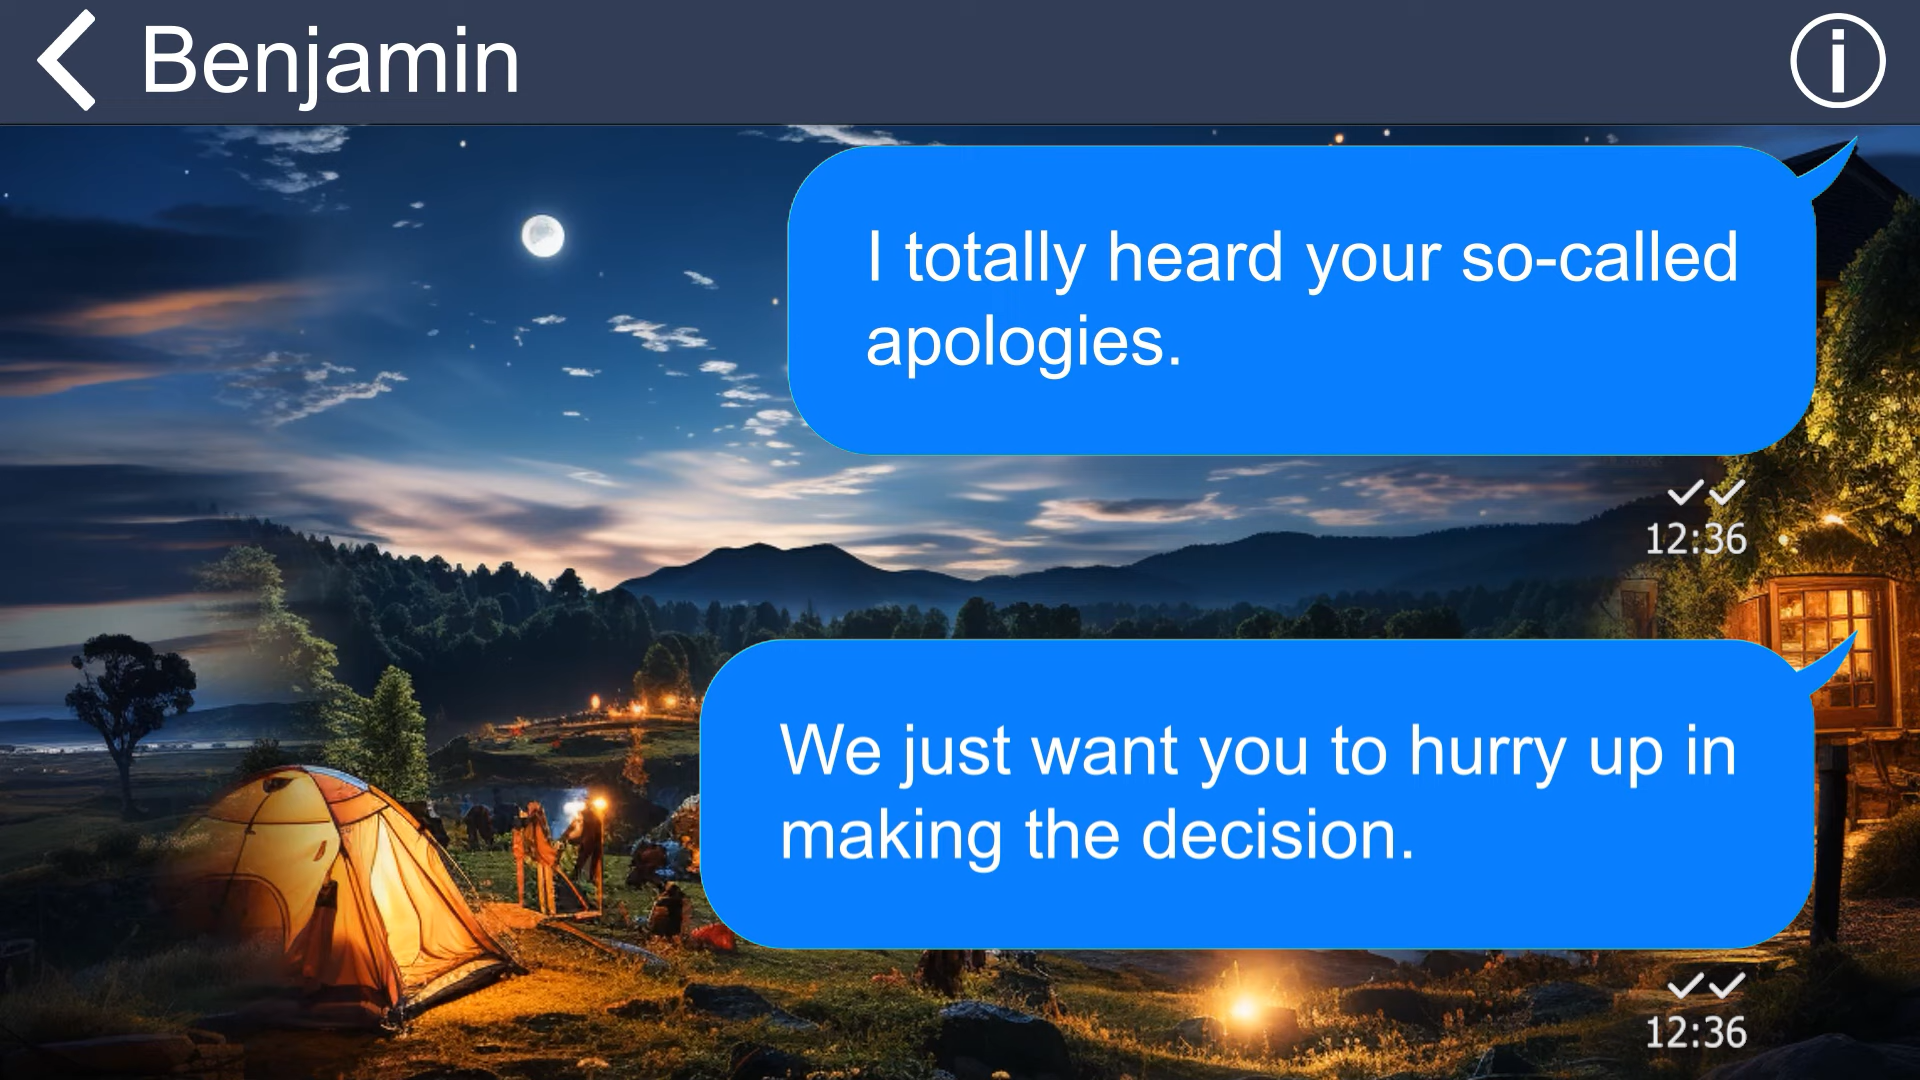 Benjamin
I totally heard your so-called
apologies.
12:36
We just want you to hurry up in
making the decision.
12:36